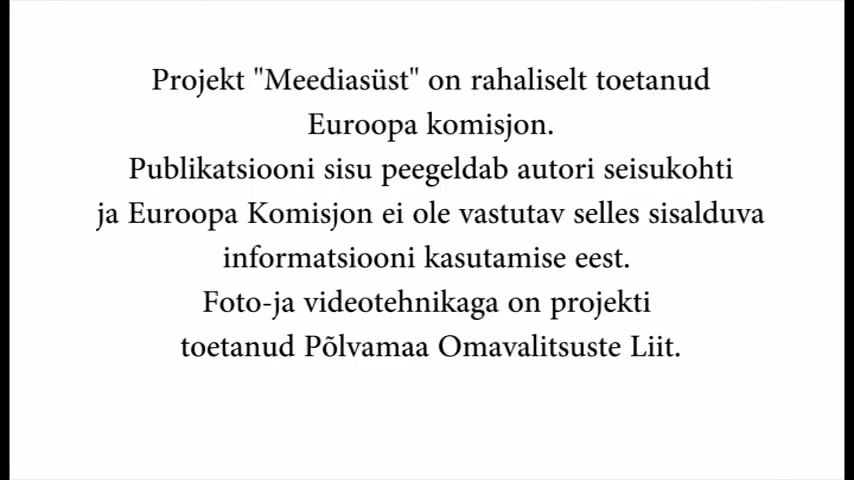 Projekt "Meediasüst" on rahaliselt toetanud
Euroopa komisjon.
Publikatsiooni sisu peegeldab autori seisukohti
ja Euroopa Komisjon ei ole vastutav selles sisalduva
informatsiooni kasutamise eest.
Foto-ja videotehnikaga on projekti
toetanud Põlvamaa Omavalitsuste Liit.